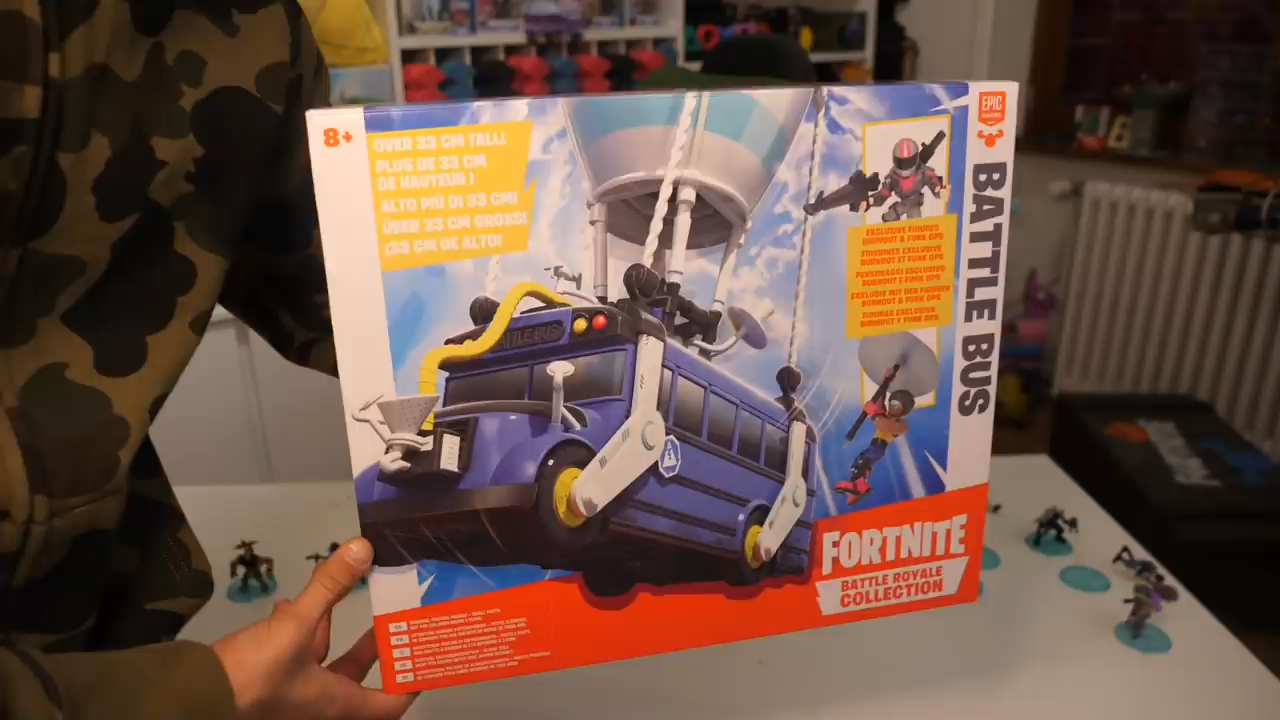 8+
OVER 33 CM TALL!
PLUS DE 33 CM
DE HAUTEUR !
ALTO PIÙ DI 33 CM!
ÜBER 33 CM GROSS!
¡33 CM DE ALTO!
BATTLE BUS
EPIC
GAMES
EXCLUSIVE FIGURES
BURNOUT & FUNK OPS
FIGURINES EXCLUSIVE
BURNOUT ET FUNK OPS
PERSONAGGI ESCLUSIVO
BURNOUT E FUNK OPS
EXKLUSIV MIT DEN FIGUREN
BURNOUT & FUNK OPS
FIGURAS EXCLUSIVE
BURNOUT Y FUNK OPS
BATTLE BUS
FORTNITE
BATTLE ROYALE
COLLECTION